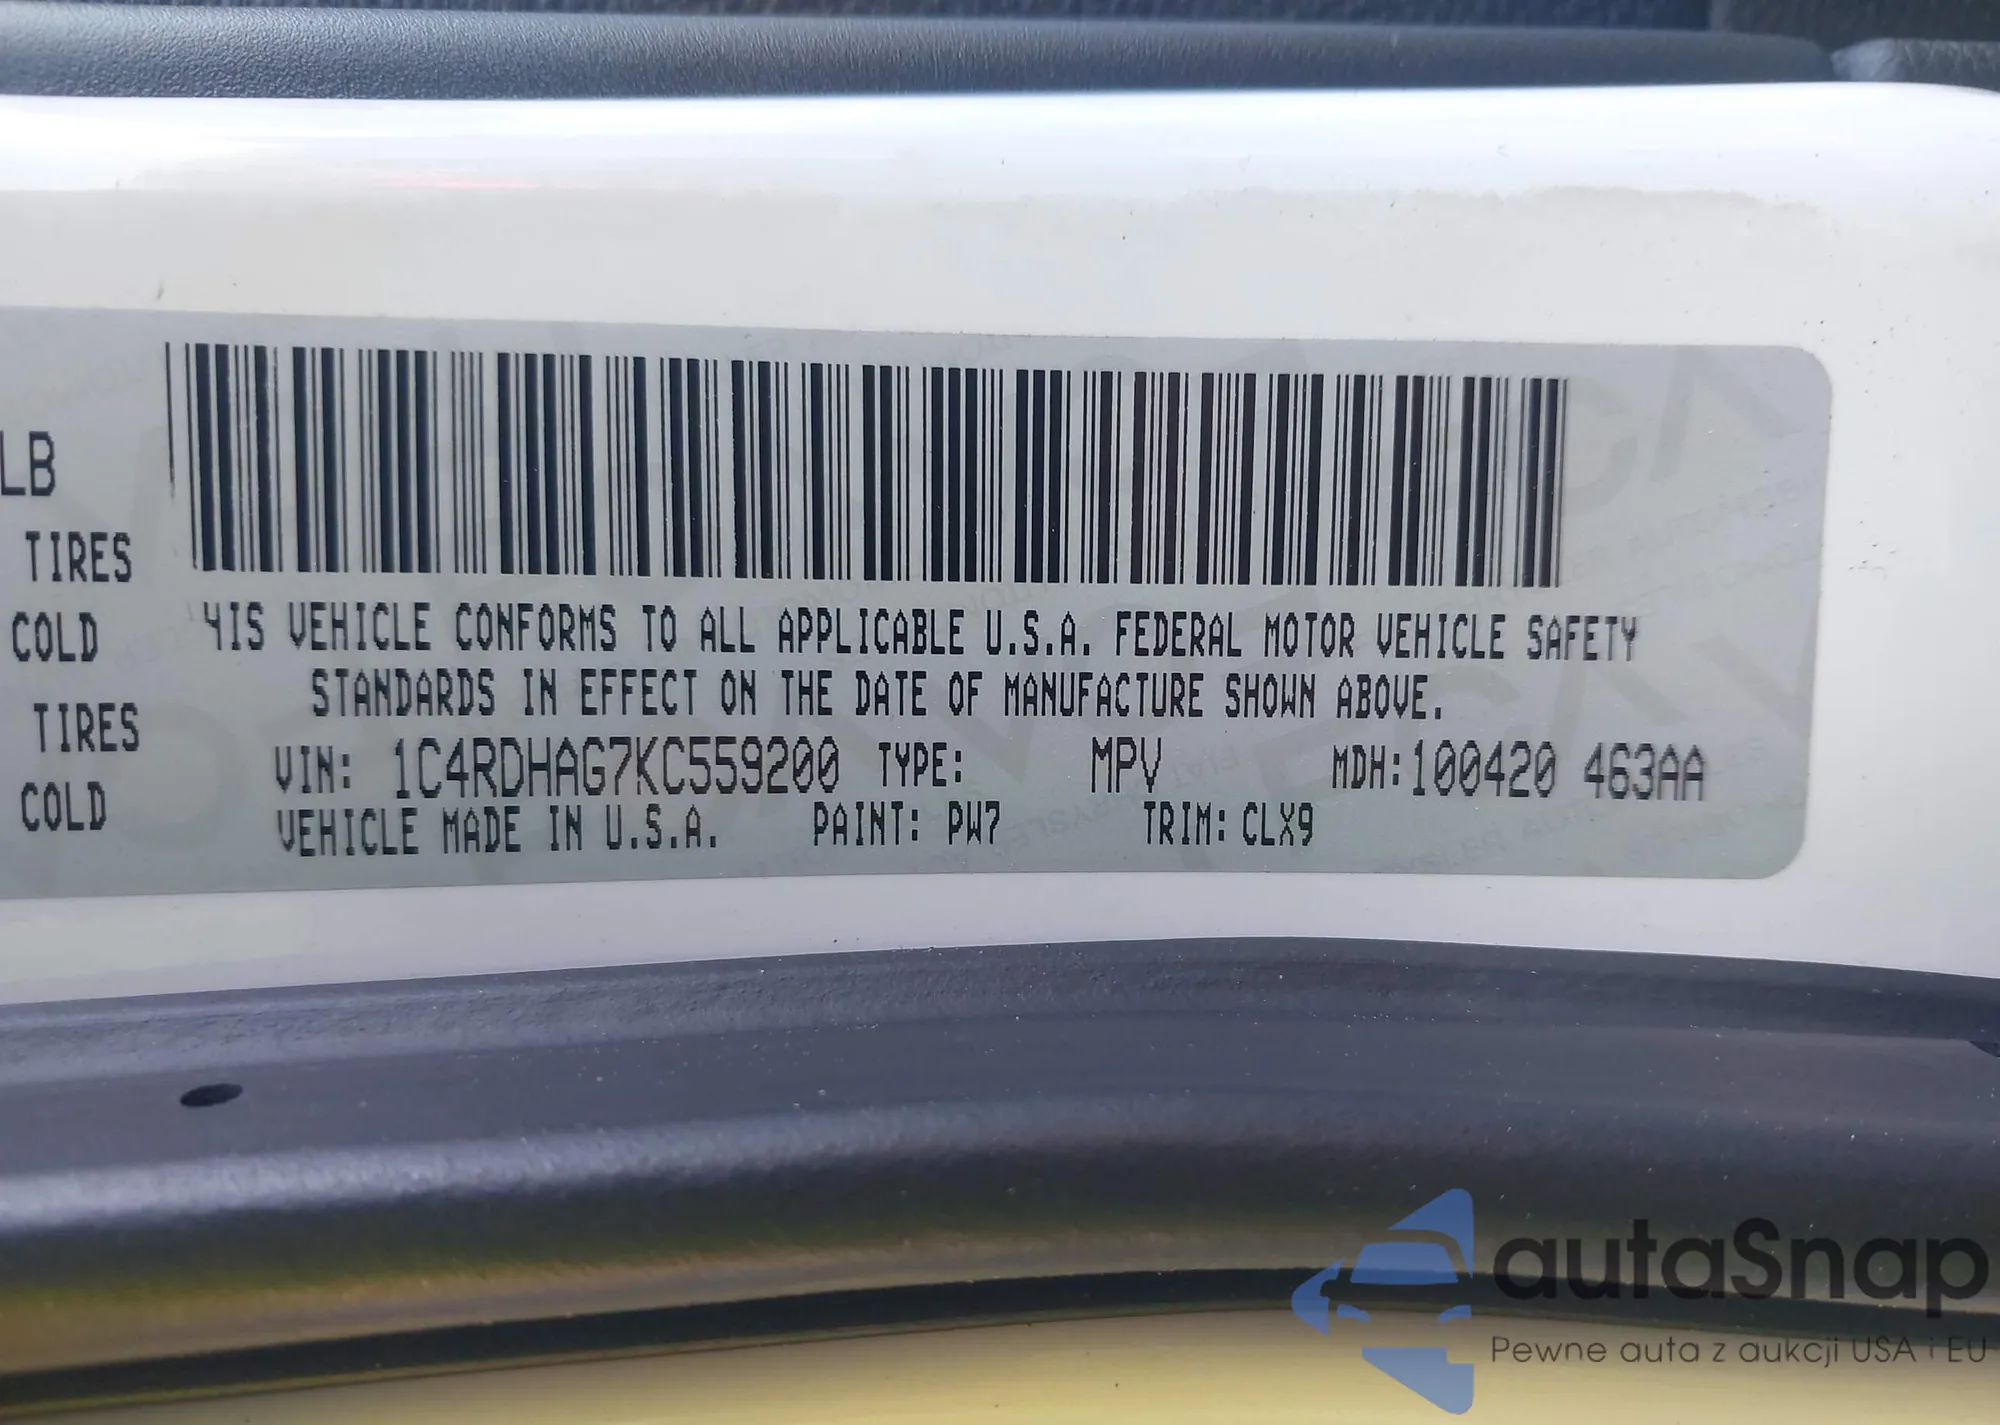 LB
TIRES
COLD
TIRES
COLD
HIS VEHICLE CONFORMS TO ALL APPLICABLE U.S.A. FEDERAL MOTOR VEHICLE SAFETY
STANDARDS IN EFFECT ON THE DATE OF MANUFACTURE SHOWN ABOVE.
VIN: 1C4RDHAG7KC559200 TYPE: MPV MDH:100420 463AA
VEHICLE MADE IN U.S.A. PAINT: PW7 TRIM: CLX9
autaSnap
Pewne auta z aukcji USA i EU